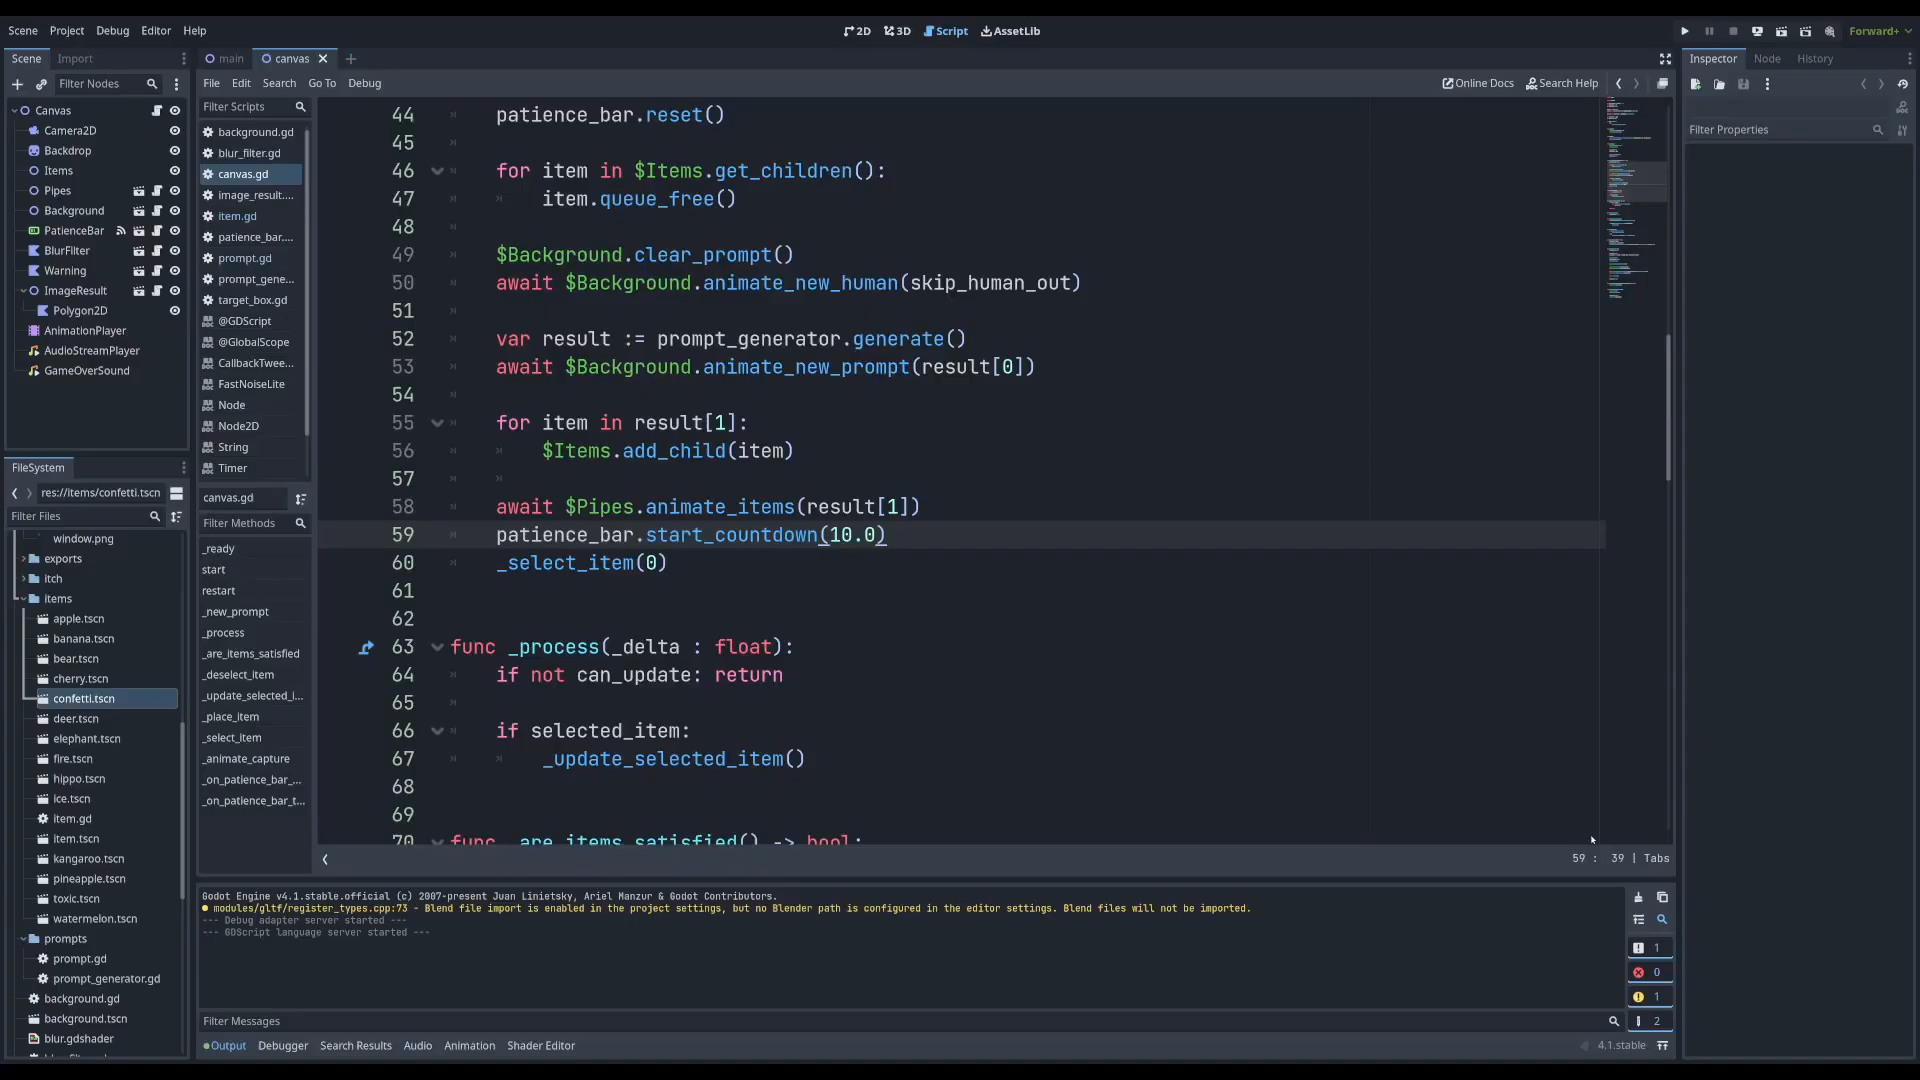 Scene Project Debug Editor Help
2D 3D Script AssetLib
Forward+
Scene Import
main canvas
Inspector Node History
Filter Nodes
File Edit Search Go To Debug
Online Docs Search Help
Canvas
Camera2D
Backdrop
Items
Pipes
Background
PatienceBar
BlurFilter
Warning
ImageResult
Polygon2D
AnimationPlayer
AudioStreamPlayer
GameOverSound
FileSystem
res://items/confetti.tscn
Filter Files
window.png
exports
itch
items
apple.tscn
banana.tscn
bear.tscn
cherry.tscn
confetti.tscn
deer.tscn
elephant.tscn
fire.tscn
hippo.tscn
ice.tscn
item.gd
item.tscn
kangaroo.tscn
pineapple.tscn
toxic.tscn
watermelon.tscn
prompts
prompt.gd
prompt_generator.gd
background.gd
background.tscn
blur.gdshader
Filter Scripts
background.gd
blur_filter.gd
canvas.gd
image_result....
item.gd
patience_bar....
prompt.gd
prompt_gene...
target_box.gd
@GDScript
@GlobalScope
CallbackTwee...
FastNoiseLite
Node
Node2D
String
Timer
canvas.gd
Filter Methods
_ready
start
restart
_new_prompt
_process
_are_items_satisfied
_deselect_item
_update_selected_i...
_place_item
_select_item
_animate_capture
_on_patience_bar_...
_on_patience_bar_t...
44 patience_bar.reset()
45
46 for item in $Items.get_children():
47 item.queue_free()
48
49 $Background.clear_prompt()
50 await $Background.animate_new_human(skip_human_out)
51
52 var result := prompt_generator.generate()
53 await $Background.animate_new_prompt(result[0])
54
55 for item in result[1]:
56 $Items.add_child(item)
57
58 await $Pipes.animate_items(result[1])
59 patience_bar.start_countdown(10.0)
60 _select_item(0)
61
62
63 func _process(_delta : float):
64 if not can_update: return
65
66 if selected_item:
67 _update_selected_item()
68
69
70 func _are_items_satisfied() -> bool:
59 : 39 | Tabs
Filter Properties
Godot Engine v4.1.stable.official (c) 2007-present Juan Linietsky, Ariel Manzur & Godot Contributors.
modules/gltf/register_types.cpp:73 - Blend file import is enabled in the project settings, but no Blender path is configured in the editor settings. Blend files will not be imported.
--- Debug adapter server started ---
--- GDScript language server started ---
1
0
1
2
Filter Messages
Output Debugger Search Results Audio Animation Shader Editor
4.1.stable